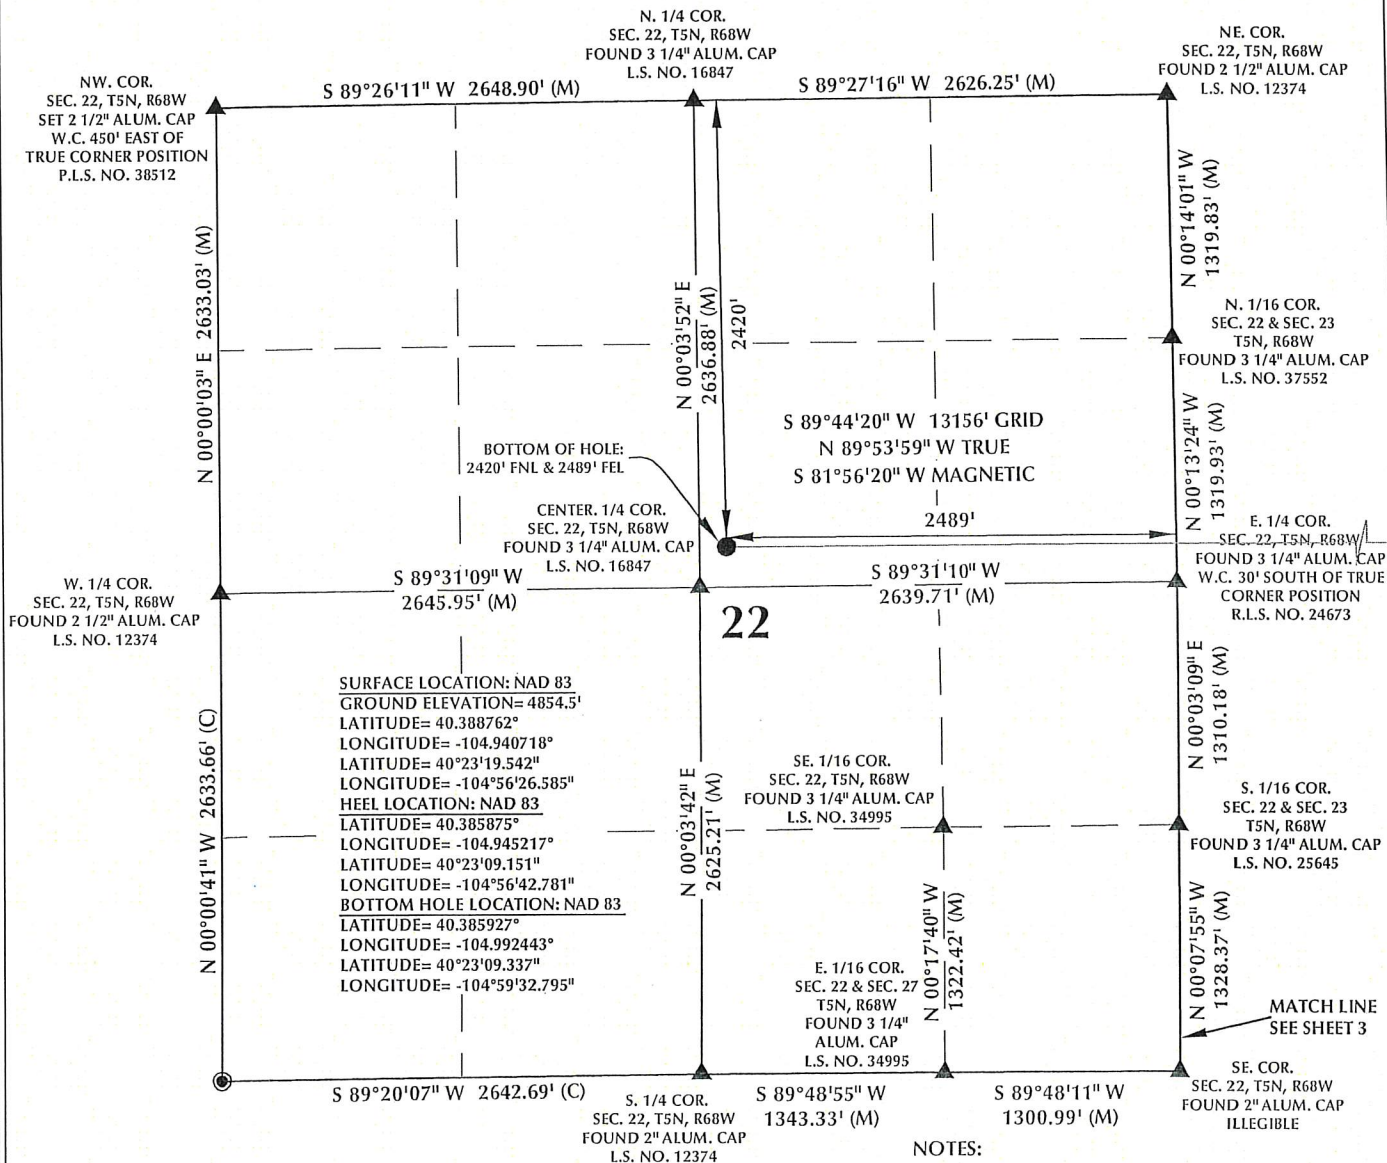 N. 1/4 COR.
SEC. 22, T5N, R68W
FOUND 3 1/4" ALUM. CAP
L.S. NO. 16847
NE. COR.
SEC. 22, T5N, R68W
FOUND 2 1/2" ALUM. CAP
L.S. NO. 12374
NW. COR.
SEC. 22, T5N, R68W
SET 2 1/2" ALUM. CAP
W.C. 450' EAST OF
TRUE CORNER POSITION
P.L.S. NO. 38512
S 89°26'11" W 2648.90' (M)
S 89°27'16" W 2626.25' (M)
N 00°14'01" W
1319.83' (M)
N 00°00'03" E 2633.03' (M)
N 00°03'52" E
2636.88' (M)
2420'
N. 1/16 COR.
SEC. 22 & SEC. 23
T5N, R68W
FOUND 3 1/4" ALUM. CAP
L.S. NO. 37552
S 89°44'20" W 13156' GRID
N 89°53'59" W TRUE
S 81°56'20" W MAGNETIC
N 00°13'24" W
1319.93' (M)
BOTTOM OF HOLE:
2420' FNL & 2489' FEL
CENTER. 1/4 COR.
SEC. 22, T5N, R68W
FOUND 3 1/4" ALUM. CAP
L.S. NO. 16847
2489'
E. 1/4 COR.
SEC. 22, T5N, R68W
FOUND 3 1/4" ALUM. CAP
W.C. 30' SOUTH OF TRUE
CORNER POSITION
R.L.S. NO. 24673
W. 1/4 COR.
SEC. 22, T5N, R68W
FOUND 2 1/2" ALUM. CAP
L.S. NO. 12374
S 89°31'09" W
2645.95' (M)
S 89°31'10" W
2639.71' (M)
22
SURFACE LOCATION: NAD 83
GROUND ELEVATION= 4854.5'
LATITUDE= 40.388762°
LONGITUDE= -104.940718°
LATITUDE= 40°23'19.542"
LONGITUDE= -104°56'26.585"
HEEL LOCATION: NAD 83
LATITUDE= 40.385875°
LONGITUDE= -104.945217°
LATITUDE= 40°23'09.151"
LONGITUDE= -104°56'42.781"
BOTTOM HOLE LOCATION: NAD 83
LATITUDE= 40.385927°
LONGITUDE= -104.992443°
LATITUDE= 40°23'09.337"
LONGITUDE= -104°59'32.795"
N 00°00'41" W 2633.66' (C)
N 00°03'42" E
2625.21' (M)
N 00°03'09" E
1310.18' (M)
SE. 1/16 COR.
SEC. 22, T5N, R68W
FOUND 3 1/4" ALUM. CAP
L.S. NO. 34995
S. 1/16 COR.
SEC. 22 & SEC. 23
T5N, R68W
FOUND 3 1/4" ALUM. CAP
L.S. NO. 25645
N 00°17'40" W
1322.42' (M)
N 00°07'55" W
1328.37' (M)
E. 1/16 COR.
SEC. 22 & SEC. 27
T5N, R68W
FOUND 3 1/4"
ALUM. CAP
L.S. NO. 34995
MATCH LINE
SEE SHEET 3
S 89°20'07" W 2642.69' (C)
S. 1/4 COR.
SEC. 22, T5N, R68W
FOUND 2" ALUM. CAP
L.S. NO. 12374
S 89°48'55" W
1343.33' (M)
S 89°48'11" W
1300.99' (M)
SE. COR.
SEC. 22, T5N, R68W
FOUND 2" ALUM. CAP
ILLEGIBLE
NOTES: